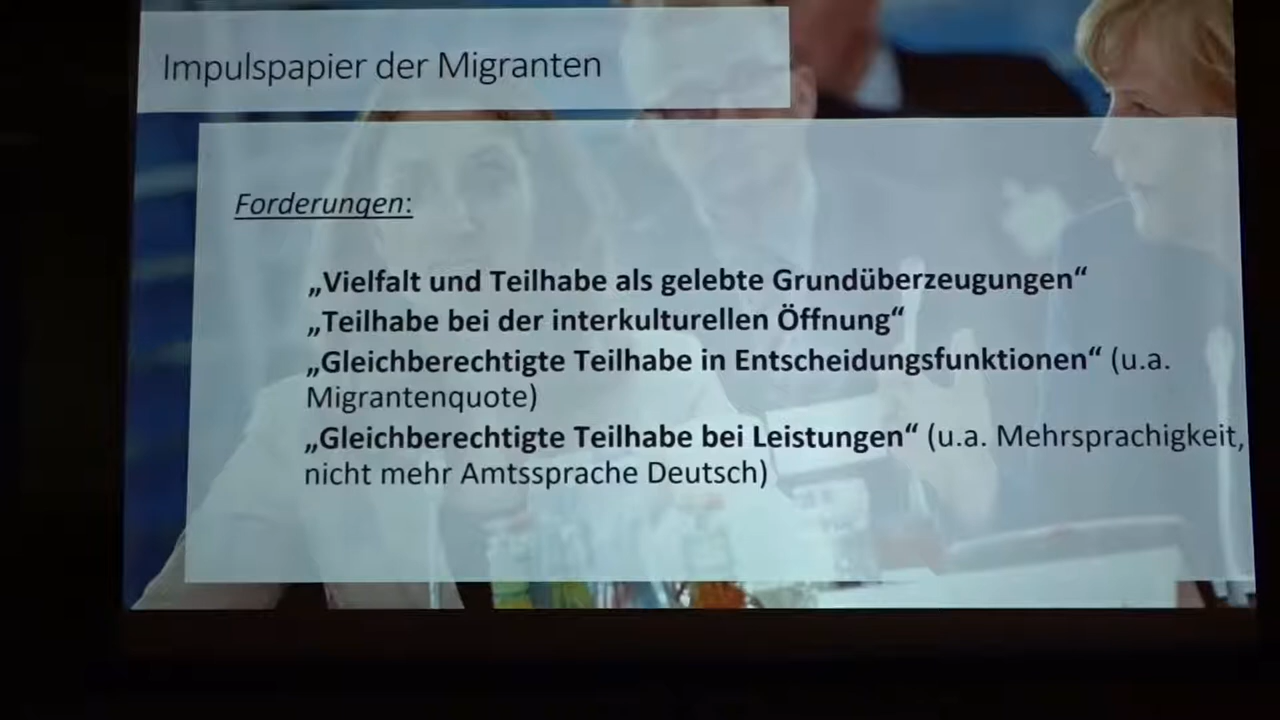 Impulspapier der Migranten
Forderungen:
„Vielfalt und Teilhabe als gelebte Grundüberzeugungen“
„Teilhabe bei der interkulturellen Öffnung“
„Gleichberechtigte Teilhabe in Entscheidungsfunktionen“ (u.a.
Migrantenquote)
„Gleichberechtigte Teilhabe bei Leistungen“ (u.a. Mehrsprachigkeit,
nicht mehr Amtssprache Deutsch)